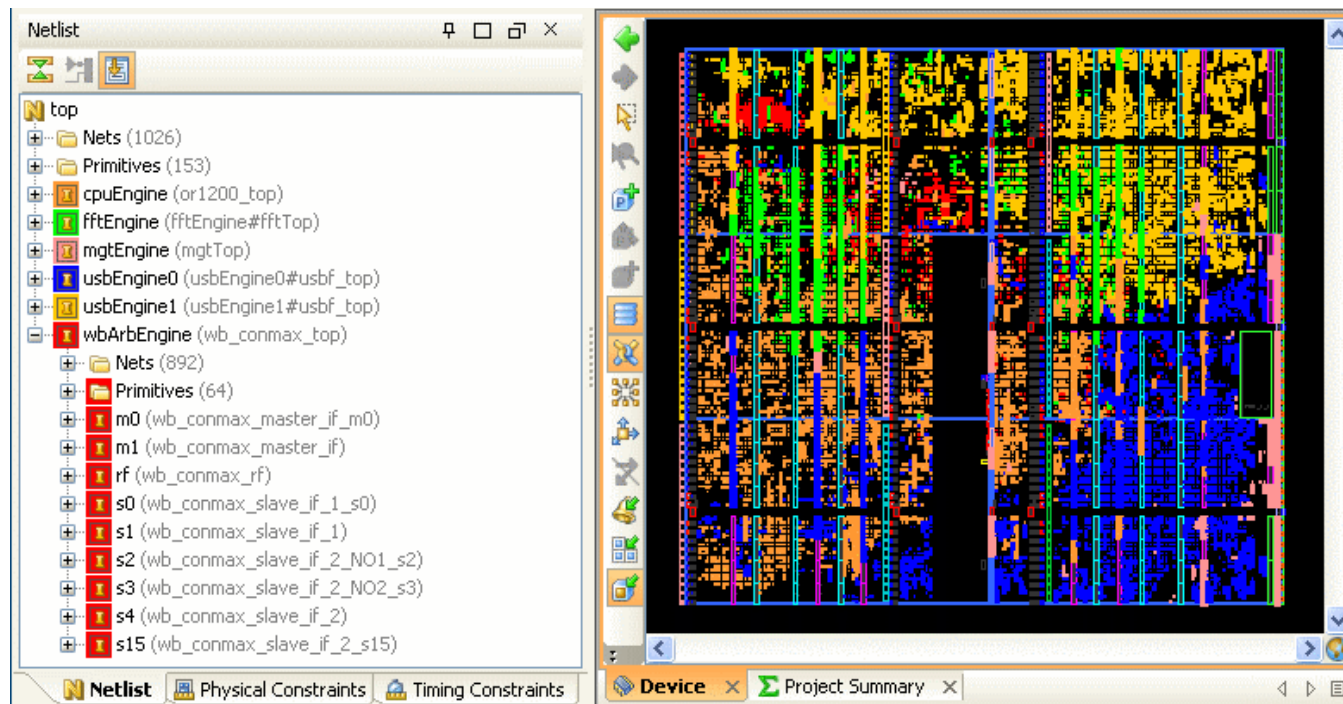 Netlist
top
Nets (1026)
Primitives (153)
cpuEngine (or1200_top)
fftEngine (fftEngine#fftTop)
mgtEngine (mgtTop)
usbEngine0 (usbEngine0#usbf_top)
usbEngine1 (usbEngine1#usbf_top)
wbArbEngine (wb_conmax_top)
Nets (892)
Primitives (64)
m0 (wb_conmax_master_if_m0)
m1 (wb_conmax_master_if)
rf (wb_conmax_rf)
s0 (wb_conmax_slave_if_1_s0)
s1 (wb_conmax_slave_if_1)
s2 (wb_conmax_slave_if_2_NO1_s2)
s3 (wb_conmax_slave_if_2_NO2_s3)
s4 (wb_conmax_slave_if_2)
s15 (wb_conmax_slave_if_2_s15)
Netlist Physical Constraints Timing Constraints
Device Project Summary